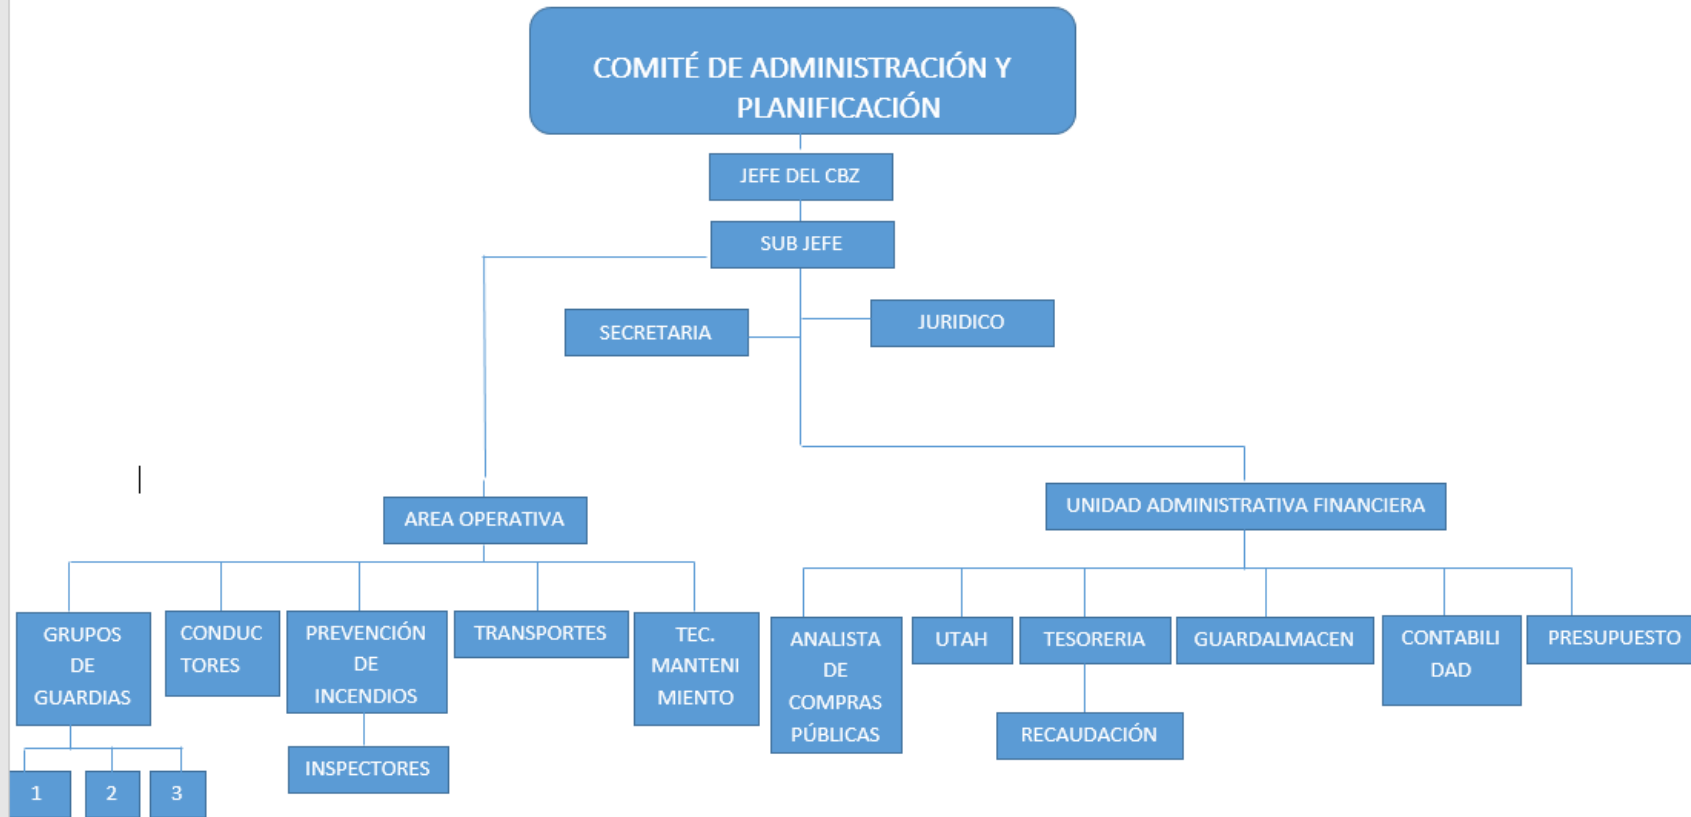 COMITÉ DE ADMINISTRACIÓN Y
PLANIFICACIÓN
JEFE DEL CBZ
SUB JEFE
SECRETARIA
JURIDICO
AREA OPERATIVA
UNIDAD ADMINISTRATIVA FINANCIERA
GRUPOS
DE
GUARDIAS
CONDUC
TORES
PREVENCIÓN
DE
INCENDIOS
TRANSPORTES
TEC.
MANTENI
MIENTO
ANALISTA
DE
COMPRAS
PÚBLICAS
UTAH
TESORERIA
GUARDALMACEN
CONTABILI
DAD
PRESUPUESTO
RECAUDACIÓN
INSPECTORES
1
2
3